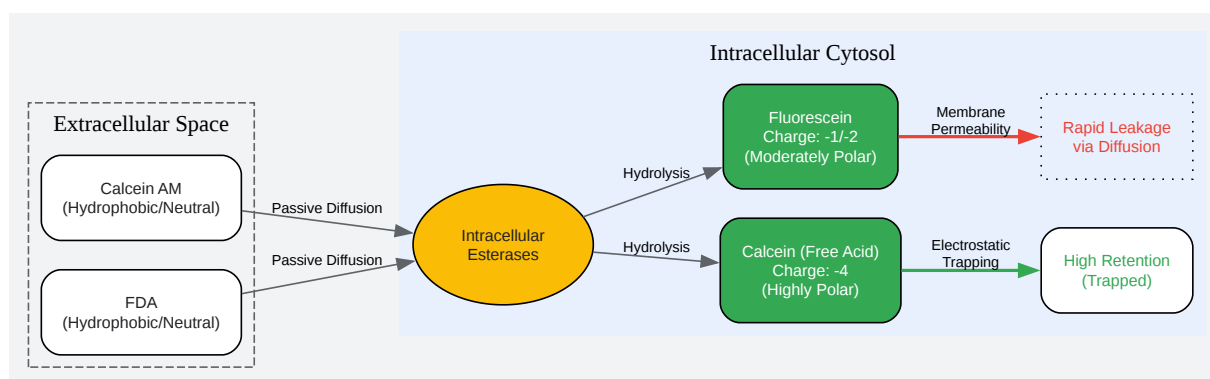 Intracellular Cytosol
Extracellular Space
Calcein AM
(Hydrophobic/Neutral)
FDA
(Hydrophobic/Neutral)
Passive Diffusion
Passive Diffusion
Intracellular
Esterases
Hydrolysis
Hydrolysis
Fluorescein
Charge: -1/-2
(Moderately Polar)
Calcein (Free Acid)
Charge: -4
(Highly Polar)
Membrane
Permeability
Electrostatic
Trapping
Rapid Leakage
via Diffusion
High Retention
(Trapped)